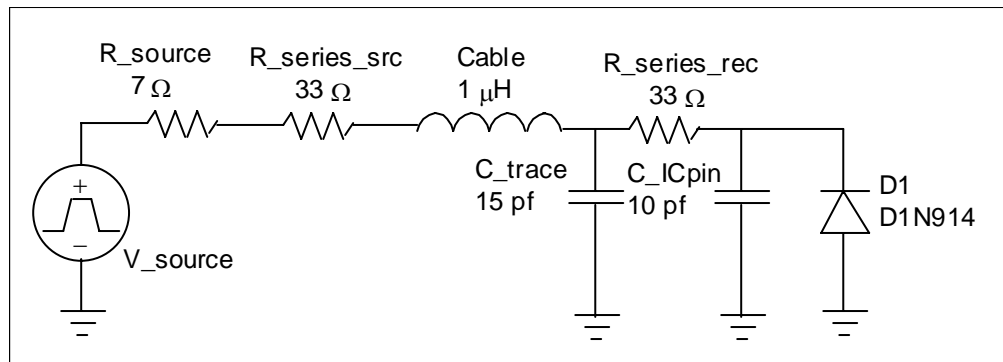 R_source
7 Ω
R_series_src
33 Ω
Cable
1 μH
R_series_rec
33 Ω
C_trace
15 pf
C_ICpin
10 pf
D1
D1N914
+
−
V_source